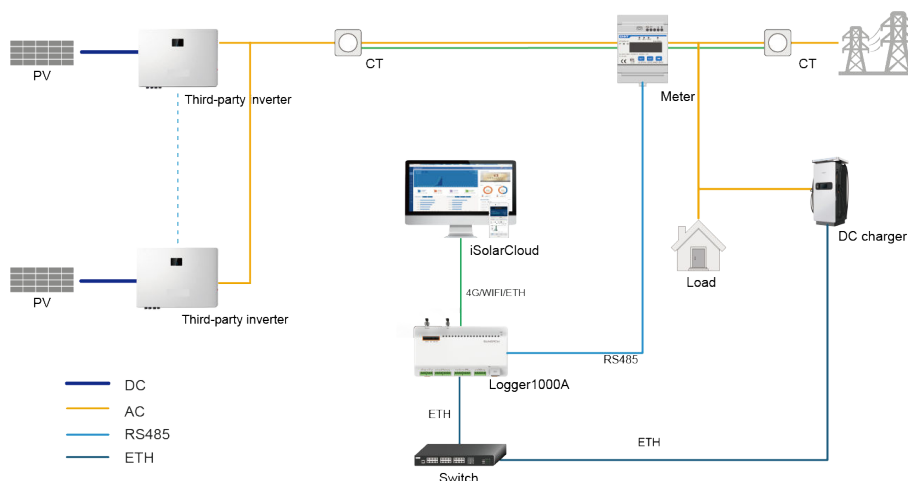 PV
Third-party inverter
CT
Meter
CT
iSolarCloud
DC charger
Load
4G/WIFI/ETH
PV
Third-party inverter
RS485
Logger1000A
DC
AC
RS485
ETH
ETH
ETH
Switch